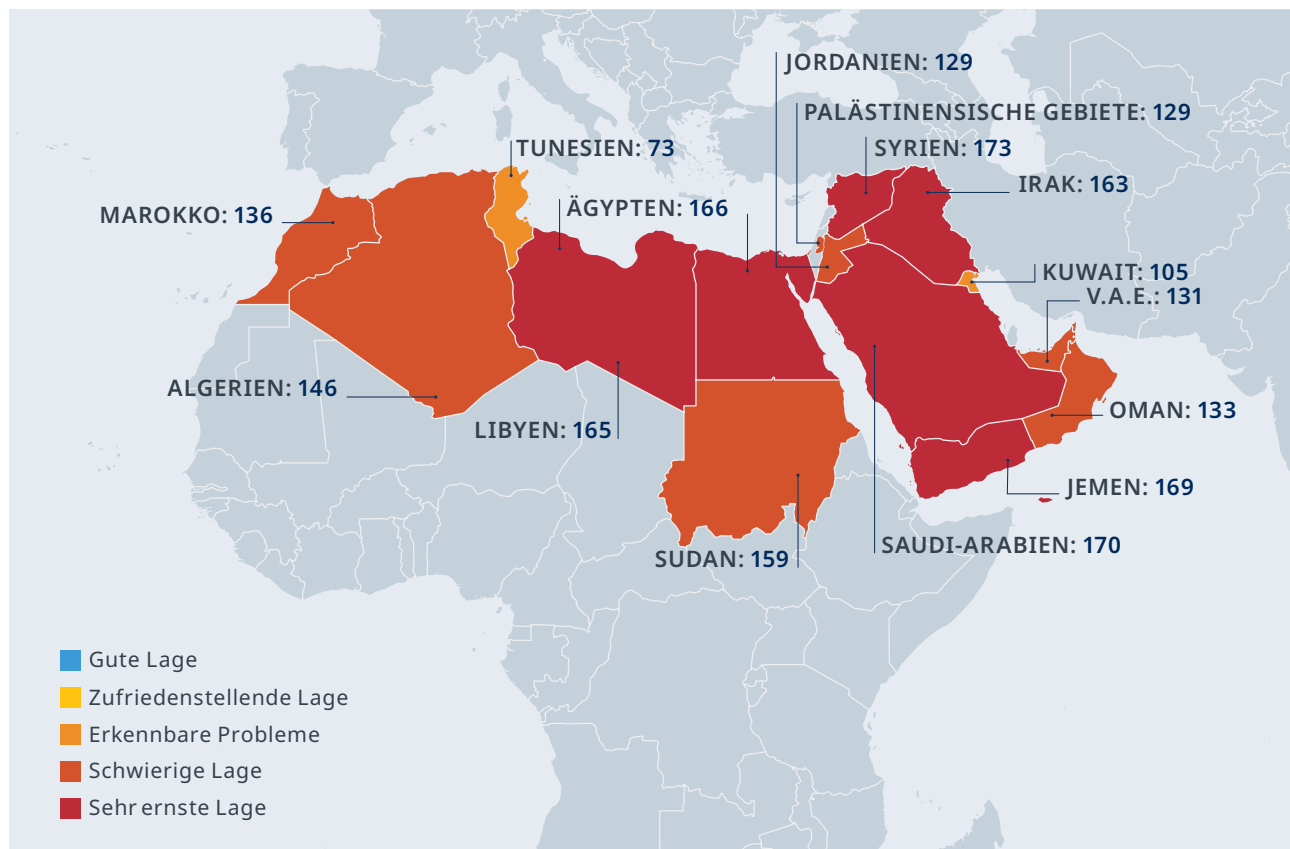 JORDANIEN: 129
PALÄSTINENSISCHE GEBIETE: 129
TUNESIEN: 73
SYRIEN: 173
IRAK: 163
MAROKKO: 136
ÄGYPTEN: 166
KUWAIT: 105
V.A.E.: 131
ALGERIEN: 146
OMAN: 133
LIBYEN: 165
JEMEN: 169
SUDAN: 159
SAUDI-ARABIEN: 170
Gute Lage
Zufriedenstellende Lage
Erkennbare Probleme
Schwierige Lage
Sehr ernste Lage